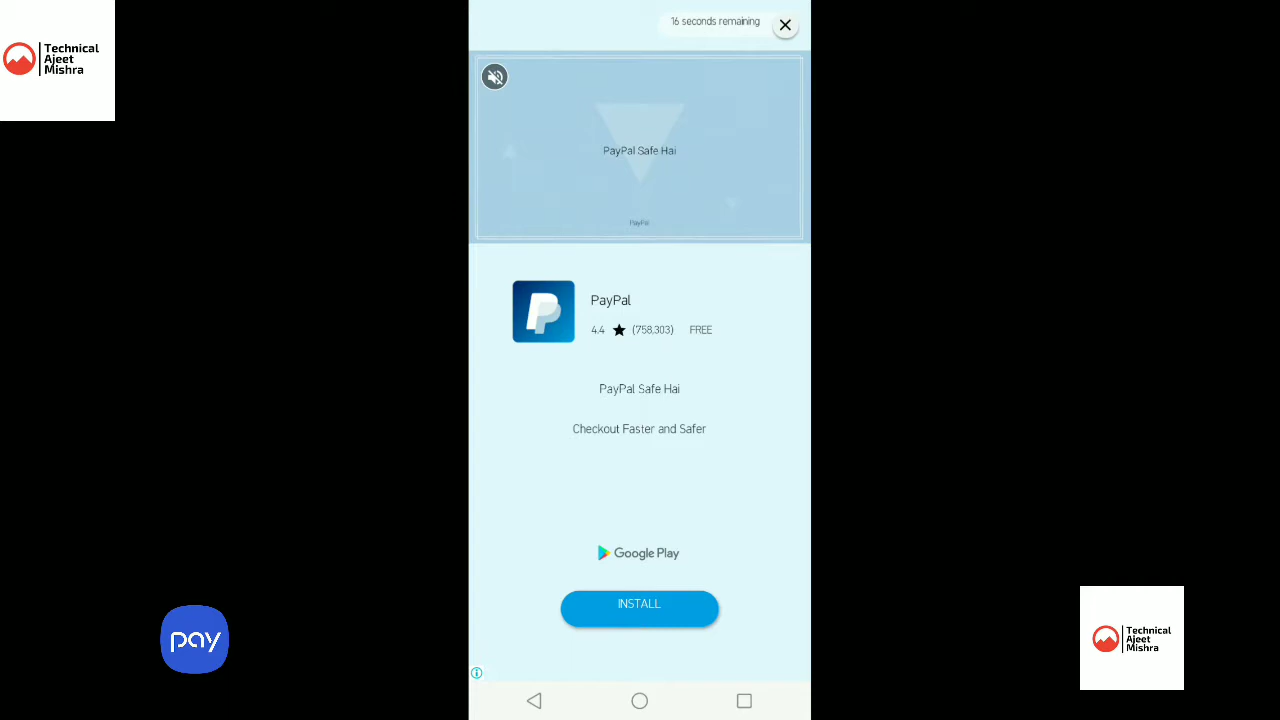 Technical
Ajeet
Mishra
16 seconds remaining
PayPal Safe Hai
PayPal
PayPal
4.4 ★ (758,303) FREE
PayPal Safe Hai
Checkout Faster and Safer
Google Play
INSTALL
pay
Technical
Ajeet
Mishra